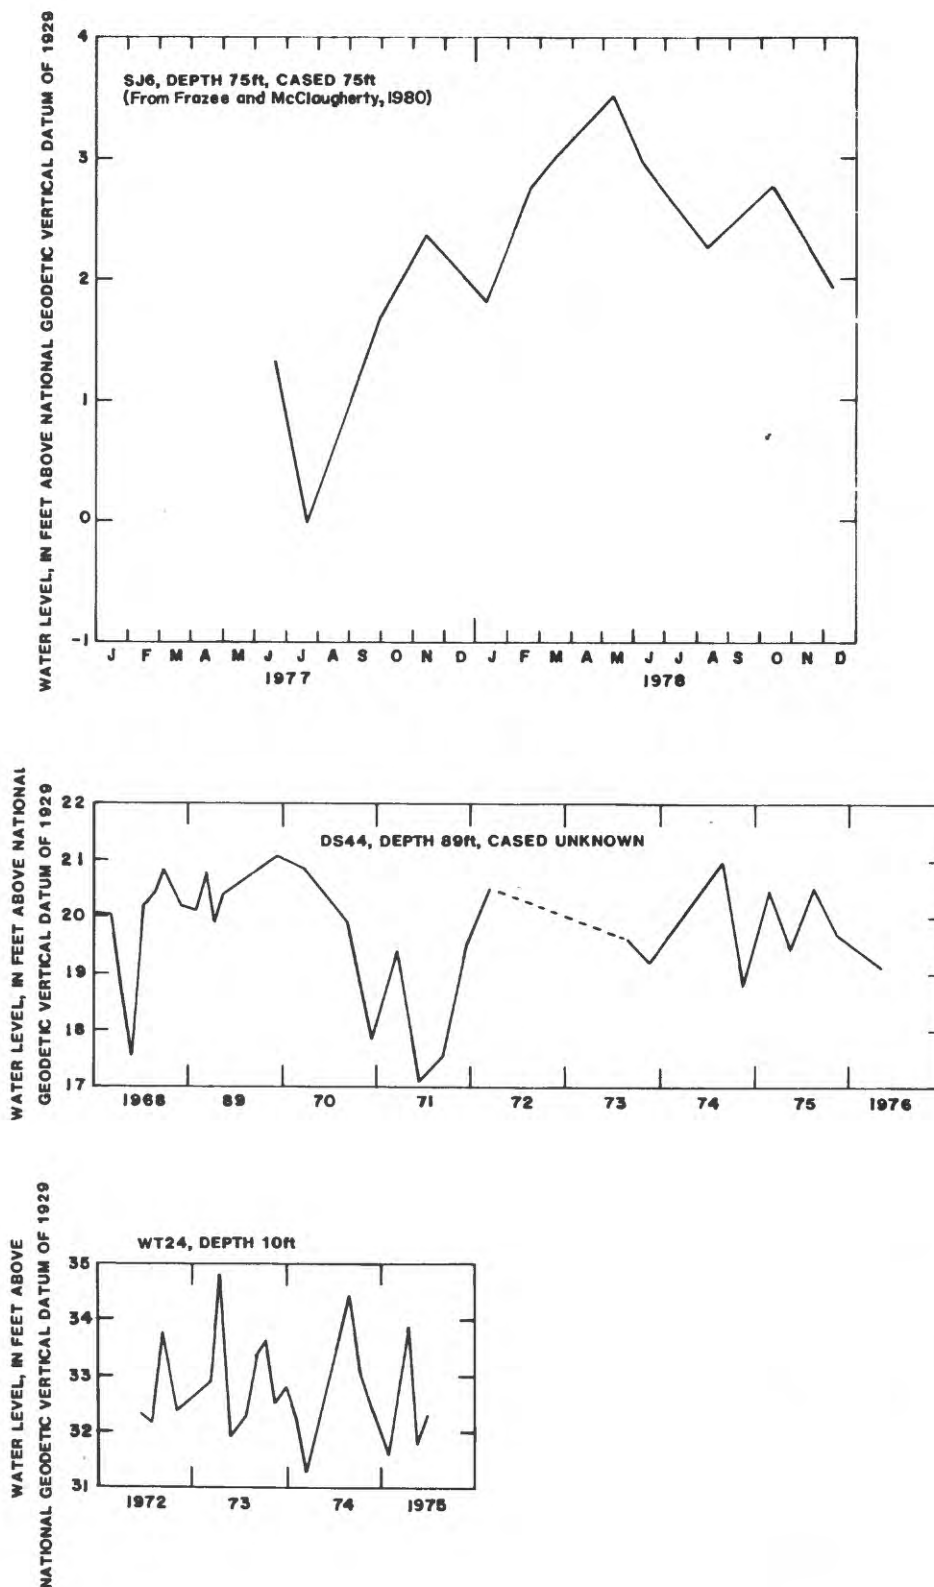 WATER LEVEL, IN FEET ABOVE NATIONAL GEODETIC VERTICAL DATUM OF 1929
4
3
2
1
0
-1
SJ6, DEPTH 75ft, CASED 75ft
(From Frazee and McClaugherty, 1980)
J F M A M J J A S O N D J F M A M J J A S O N D
1977 1978
WATER LEVEL, IN FEET ABOVE NATIONAL
GEODETIC VERTICAL DATUM OF 1929
22
21
20
19
18
17
DS44, DEPTH 89ft, CASED UNKNOWN
1968 89 70 71 72 73 74 75 1976
WATER LEVEL, IN FEET ABOVE
NATIONAL GEODETIC VERTICAL DATUM OF 1929
WT24, DEPTH 10ft
35
34
33
32
31
1972 73 74 1975